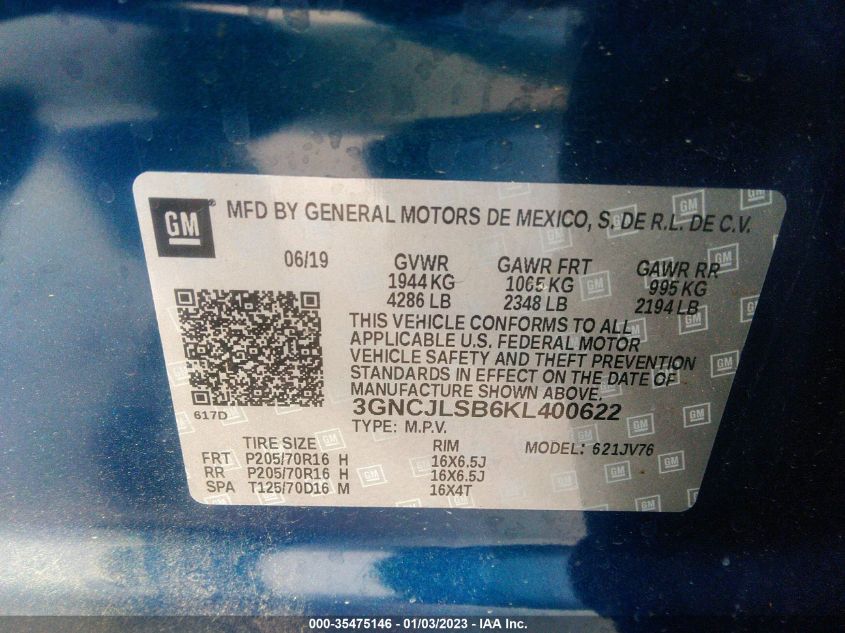 GM MFD BY GENERAL MOTORS DE MEXICO, S. DE R.L. DE C.V.
06/19 GVWR GAWR FRT GAWR RR
1944 KG 1065 KG 995 KG
4286 LB 2348 LB 2194 LB
THIS VEHICLE CONFORMS TO ALL
APPLICABLE U.S. FEDERAL MOTOR
VEHICLE SAFETY AND THEFT PREVENTION
STANDARDS IN EFFECT ON THE DATE OF
MANUFACTURE SHOWN ABOVE.
617D 3GNCJLSB6KL400622
TYPE: M.P.V.
TIRE SIZE RIM MODEL: 621JV76
FRT P205/70R16 H 16X6.5J
RR P205/70R16 H 16X6.5J
SPA T125/70D16 M 16X4T
000-35475146 - 01/03/2023 - IAA Inc.